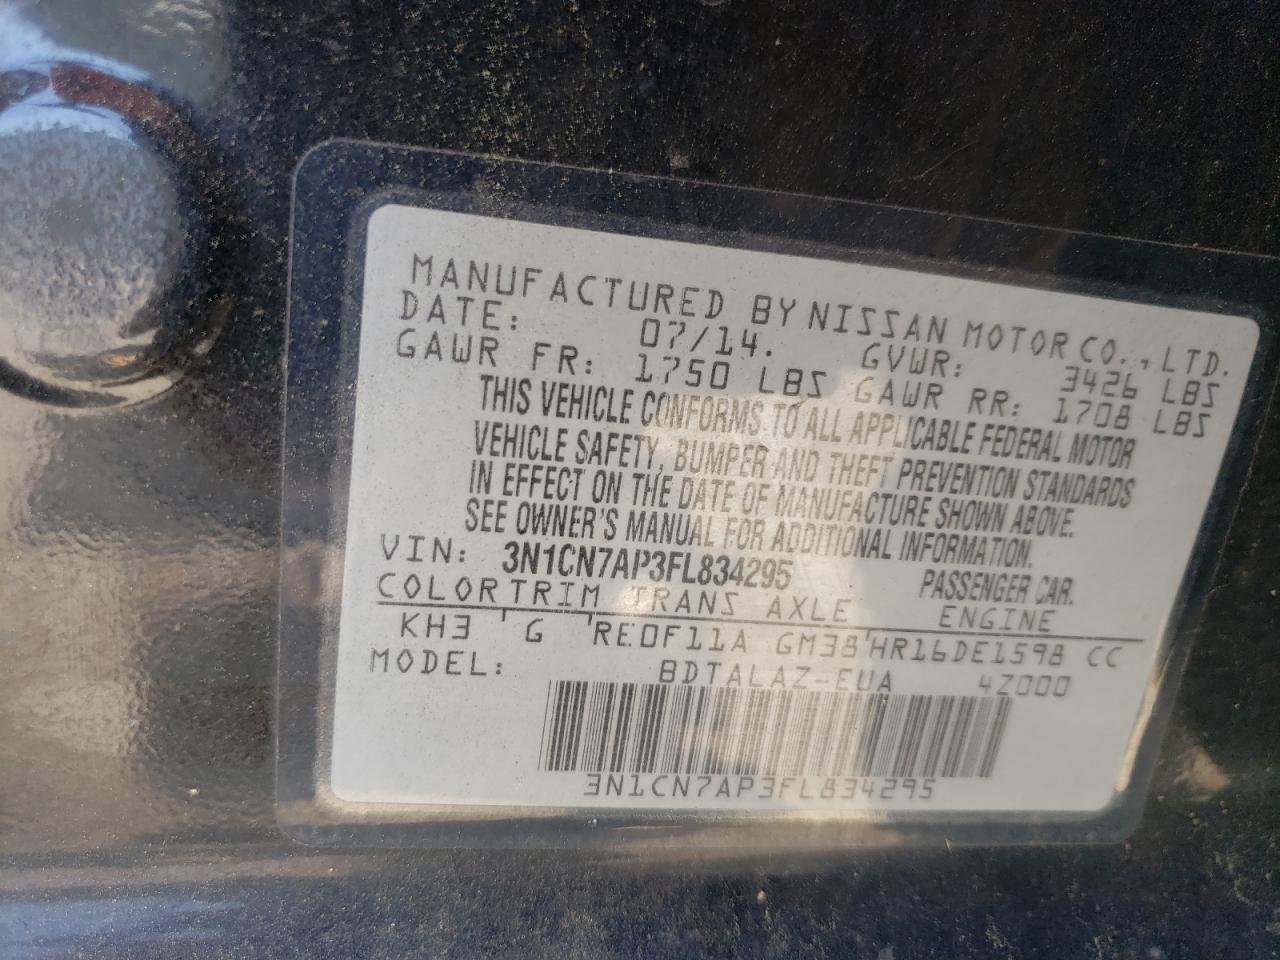 MANUFACTURED BY NISSAN MOTOR CO., LTD.
DATE: 07/14. GVWR: 3426 LBS
GAWR FR: 1750 LBS GAWR RR: 1708 LBS
THIS VEHICLE CONFORMS TO ALL APPLICABLE FEDERAL MOTOR
VEHICLE SAFETY, BUMPER AND THEFT PREVENTION STANDARDS
IN EFFECT ON THE DATE OF MANUFACTURE SHOWN ABOVE.
SEE OWNER'S MANUAL FOR ADDITIONAL INFORMATION.
VIN: 3N1CN7AP3FL834295 PASSENGER CAR.
COLOR TRIM TRANS AXLE ENGINE
KH3 G RE0F11A GM38 HR16DE1598 CC
MODEL: BDTALAZ-EUA 4Z000
3N1CN7AP3FL834295